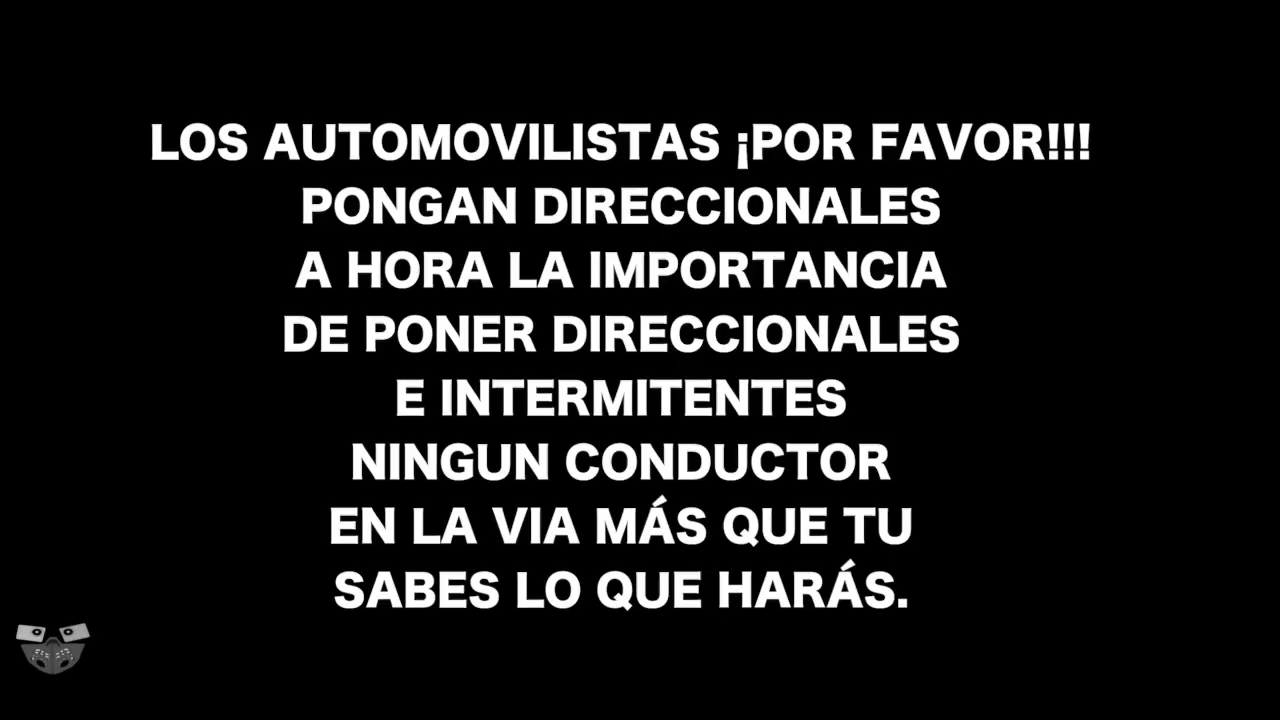 LOS AUTOMOVILISTAS ¡POR FAVOR!!!
PONGAN DIRECCIONALES
A HORA LA IMPORTANCIA
DE PONER DIRECCIONALES
E INTERMITENTES
NINGUN CONDUCTOR
EN LA VIA MÁS QUE TU
SABES LO QUE HARÁS.